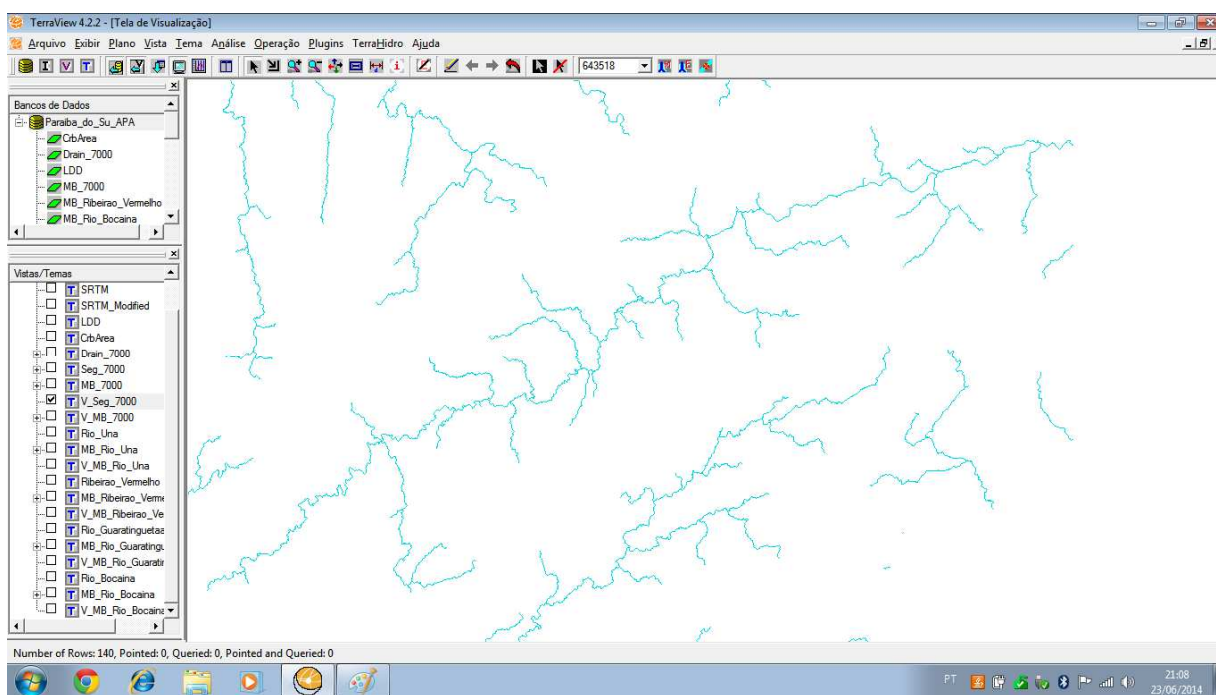 TerraView 4.2.2 - [Tela de Visualização]
Arquivo Exibir Plano Vista Tema Análise Operação Plugins TerraHidro Ajuda
I V T 643518
Bancos de Dados
Paraiba_do_Su_APA
CrbArea
Drain_7000
LDD
MB_7000
MB_Ribeirao_Vermelho
MB_Rio_Bocaina
Vistas/Temas
T SRTM
T SRTM_Modified
T LDD
T CrbArea
T Drain_7000
T Seg_7000
T MB_7000
T V_Seg_7000
T V_MB_7000
T Rio_Una
T MB_Rio_Una
T V_MB_Rio_Una
T Ribeirao_Vermelho
T MB_Ribeirao_Verme
T V_MB_Ribeirao_Ve
T Rio_Guaratinguetaa
T MB_Rio_Guaratingu
T V_MB_Rio_Guaratin
T Rio_Bocaina
T MB_Rio_Bocaina
T V_MB_Rio_Bocaina
Number of Rows: 140, Pointed: 0, Queried: 0, Pointed and Queried: 0
PT 21:08
23/06/2014